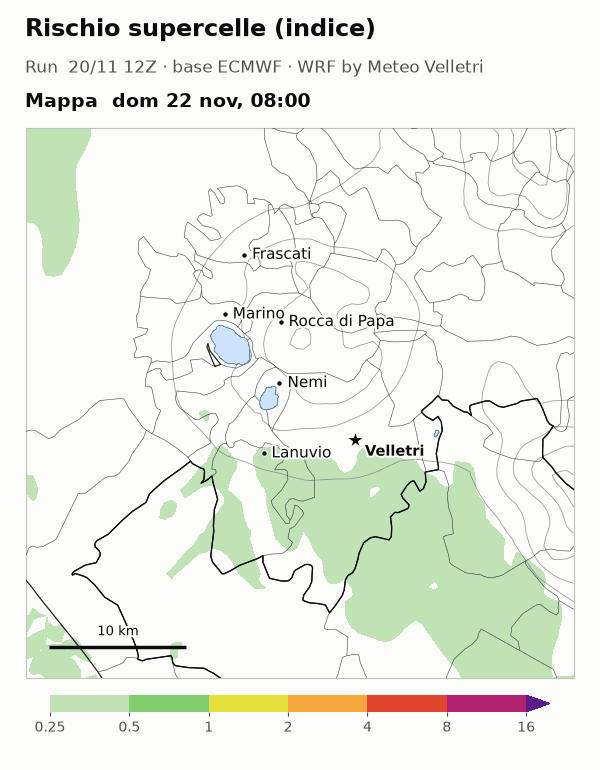 Rischio supercelle (indice)
Run  20/11 12Z · base ECMWF · WRF by Meteo Velletri
Mappa  dom 22 nov, 08:00
Frascati
Marino
Rocca di Papa
Nemi
Velletri
Lanuvio
10 km
0.25 0.5 1 2 4 8 16